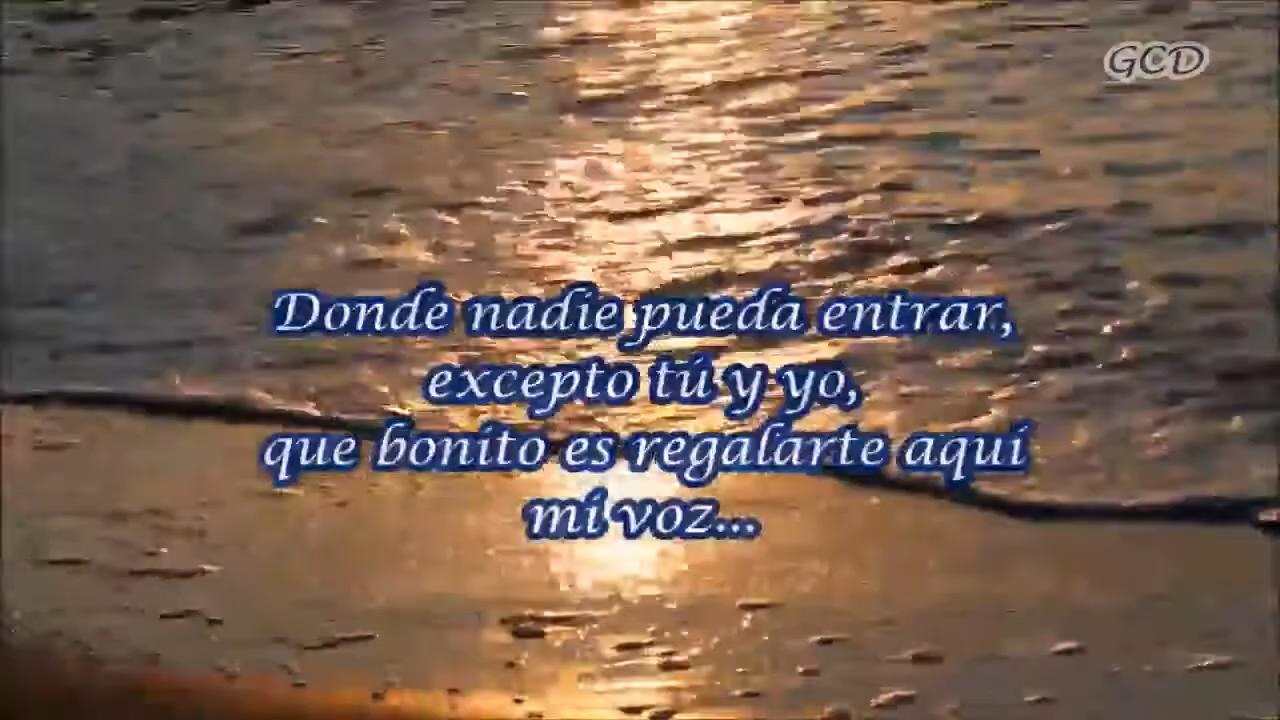 GCD
Donde nadie pueda entrar,
excepto tú y yo,
que bonito es regalarte aquí
mi voz...